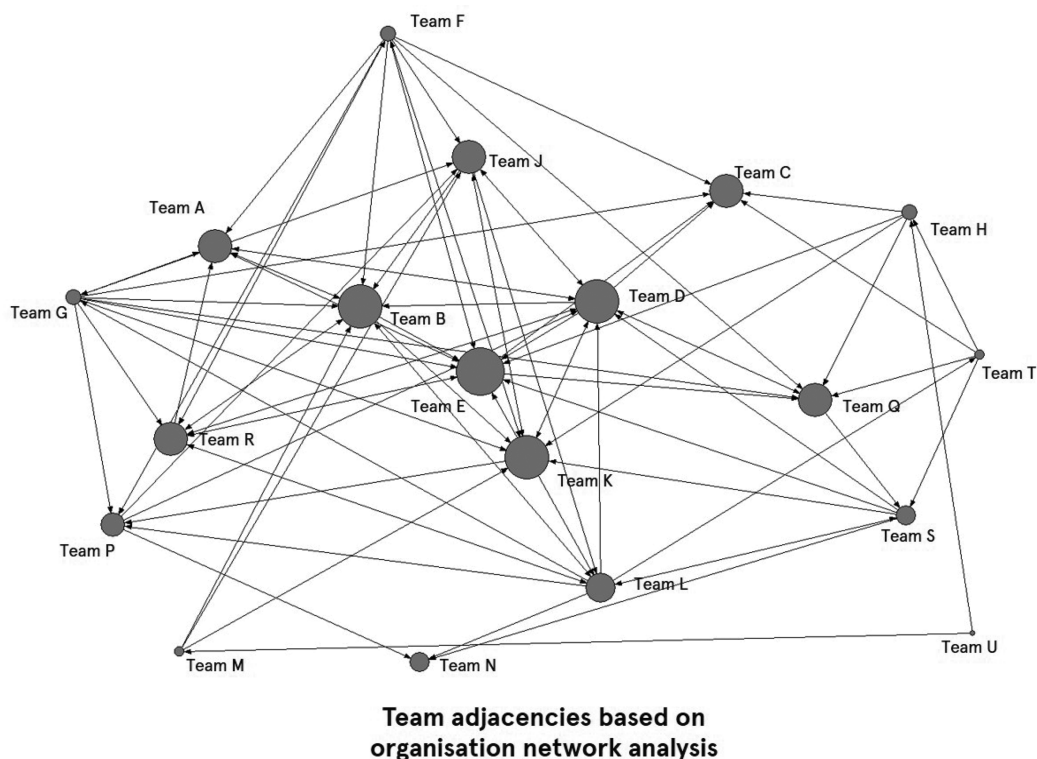 Team F
Team J
Team C
Team A
Team H
Team D
Team G
Team B
Team T
Team E
Team Q
Team R
Team K
Team S
Team P
Team L
Team U
Team M
Team N
Team adjacencies based on
organisation network analysis